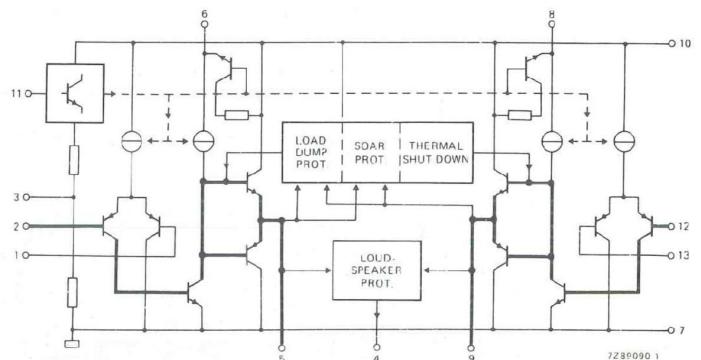 6 8
10
11
LOAD DUMP PROT.
SOAR PROT.
THERMAL SHUT DOWN
3
2 12
1 13
LOUD-
SPEAKER
PROT.
7
5 4 9
7Z89090.1